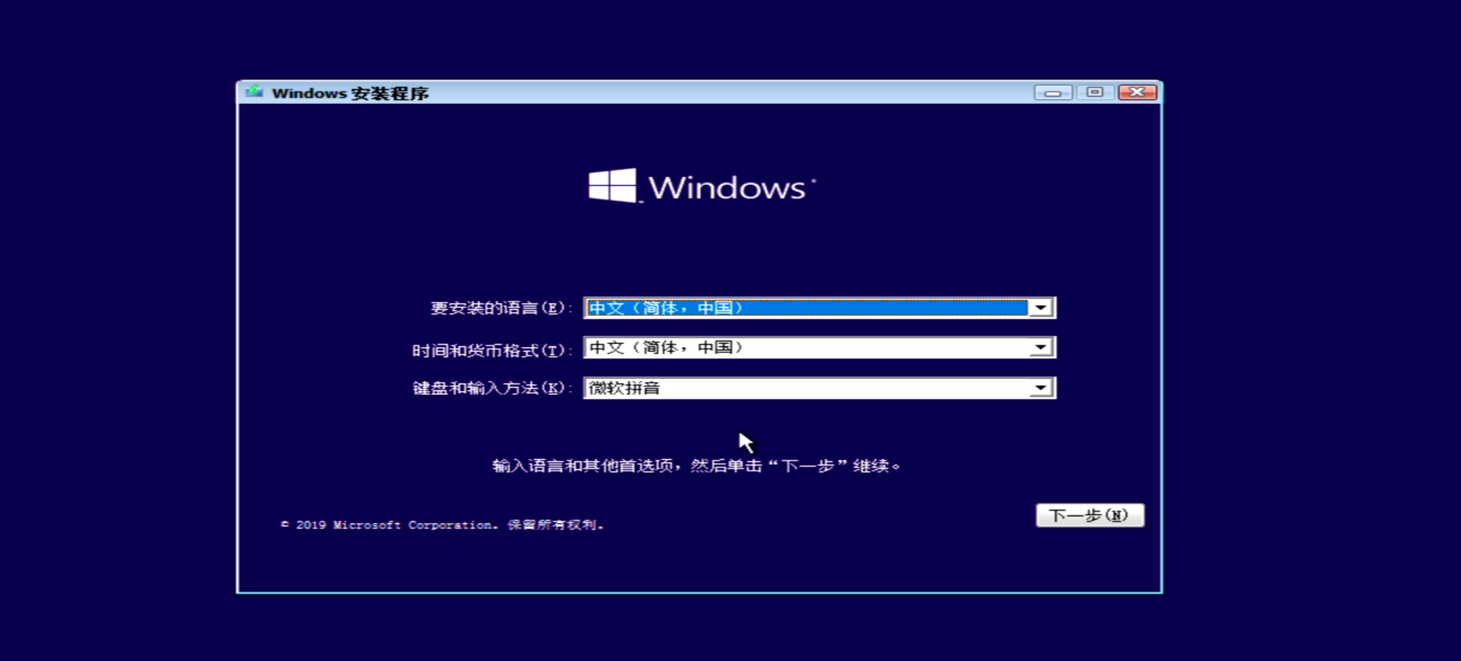 Windows 安装程序
Windows
要安装的语言(E): 中文（简体，中国）
时间和货币格式(T): 中文（简体，中国）
键盘和输入方法(K): 微软拼音
输入语言和其他首选项，然后单击“下一步”继续。
© 2019 Microsoft Corporation。保留所有权利。
下一步(N)